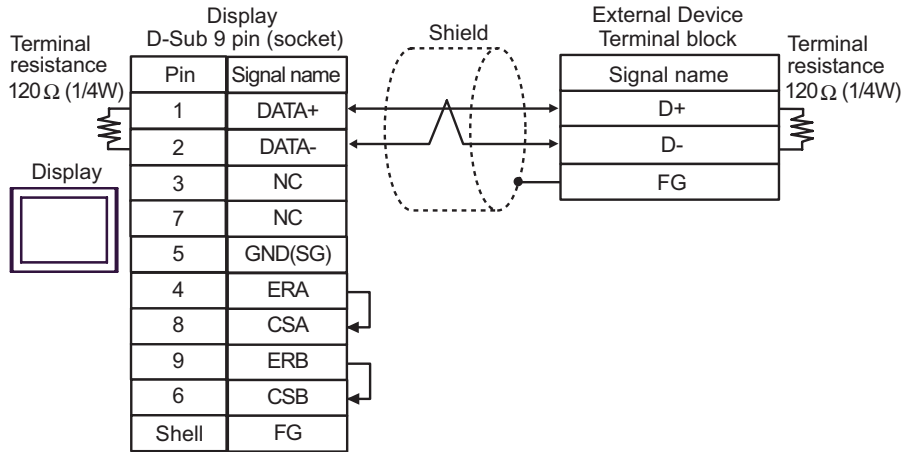 Display
D-Sub 9 pin (socket)
Terminal
resistance
120Ω (1/4W)
Pin Signal name
1 DATA+
2 DATA-
3 NC
7 NC
5 GND(SG)
4 ERA
8 CSA
9 ERB
6 CSB
Shell FG
Display
Shield
External Device
Terminal block
Signal name
D+
D-
FG
Terminal
resistance
120Ω (1/4W)